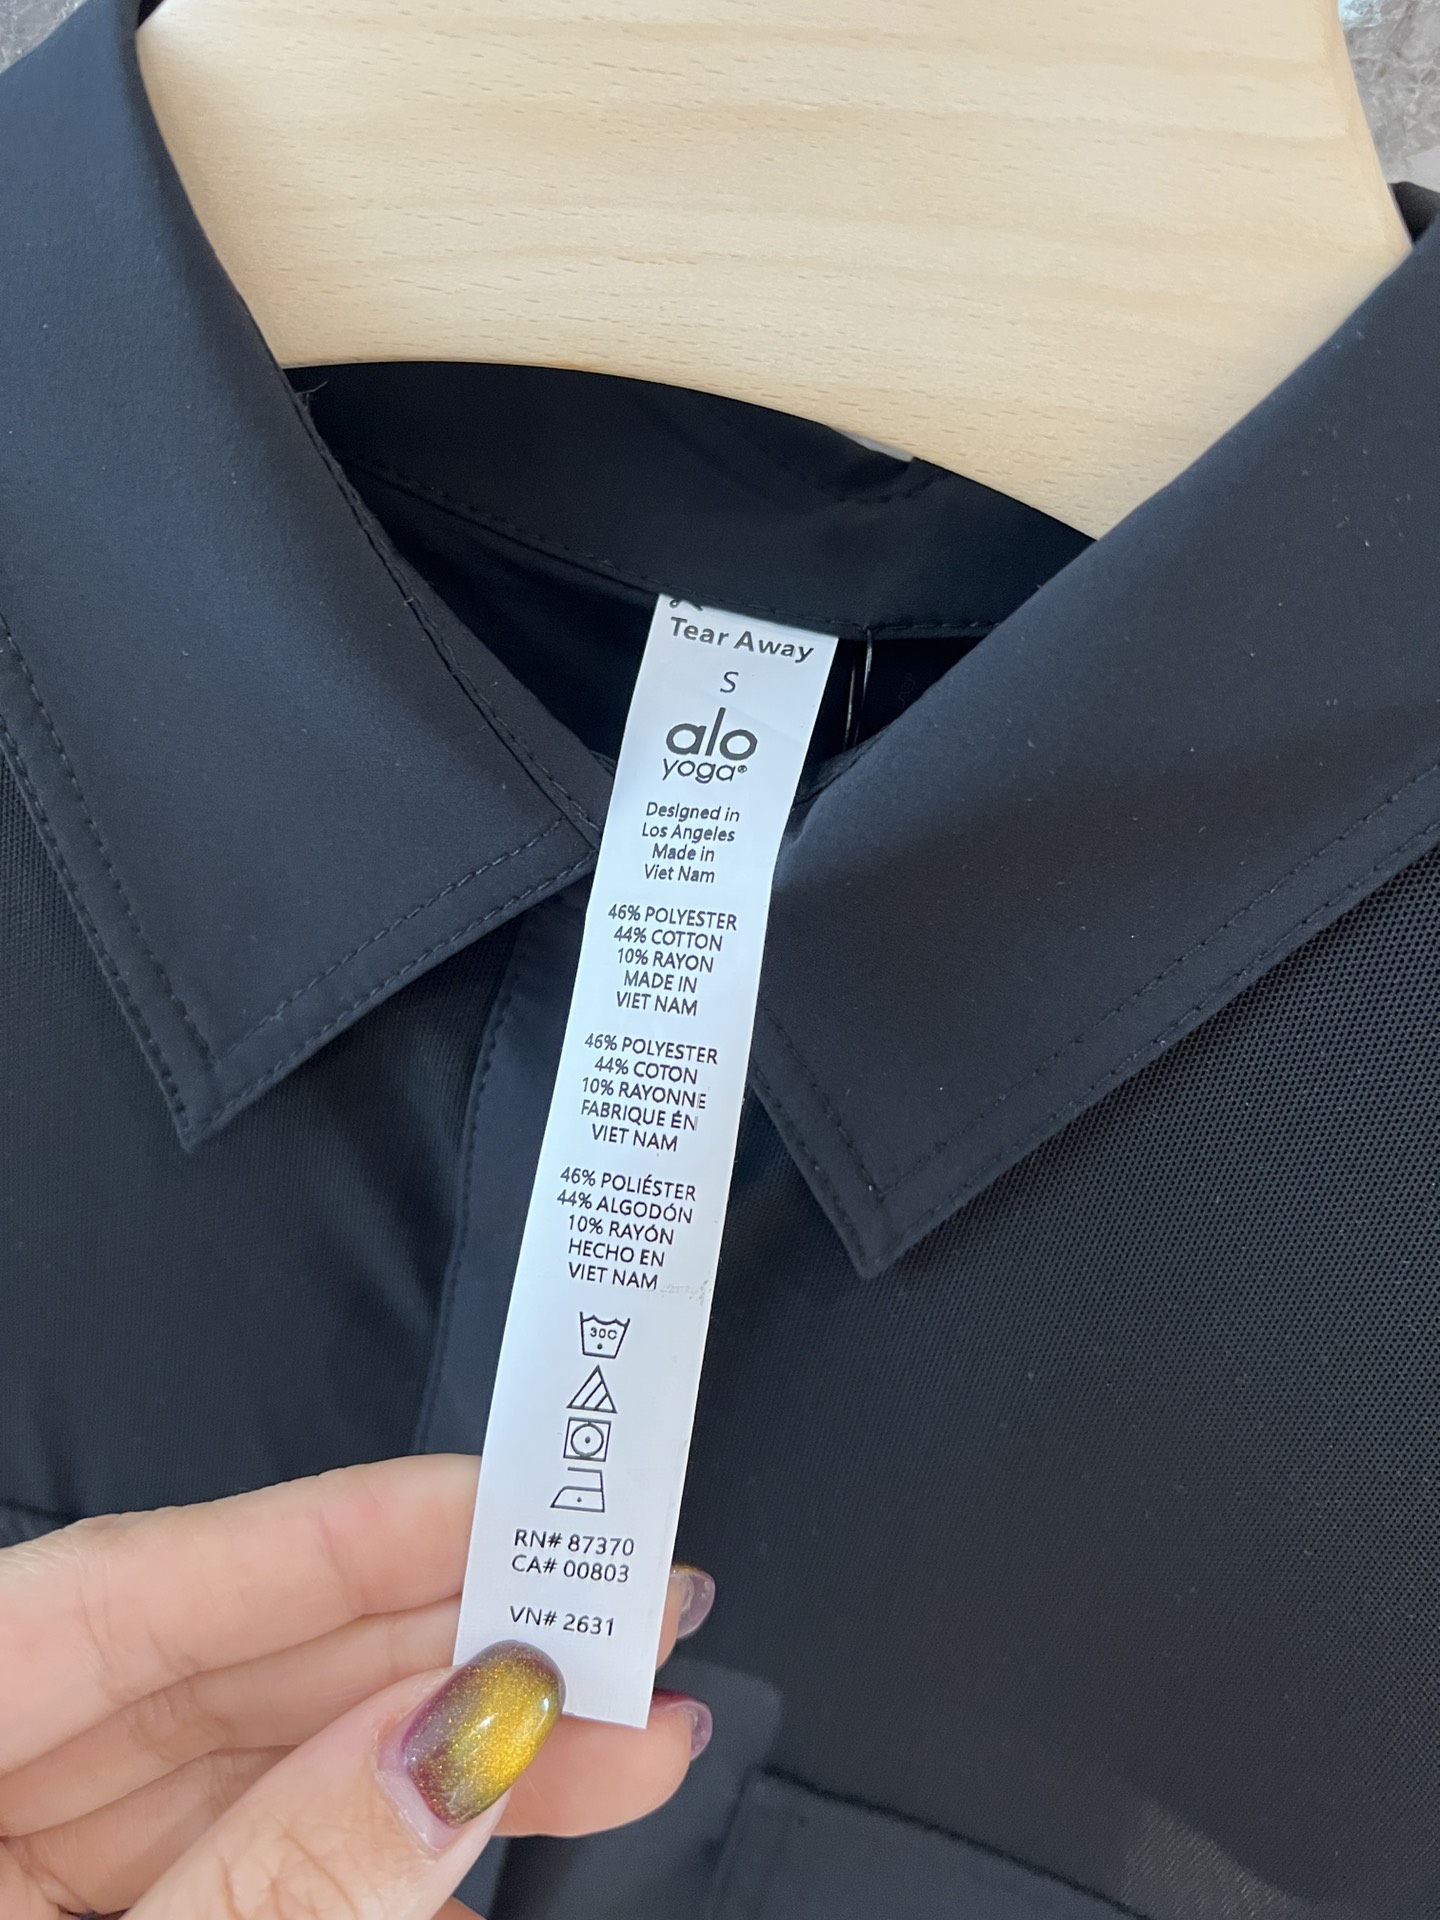 Tear Away
S
alo
yoga®
Designed in
Los Angeles
Made in
Viet Nam
46% POLYESTER
44% COTTON
10% RAYON
MADE IN
VIET NAM
46% POLYESTER
44% COTON
10% RAYONNE
FABRIQUE ÉN
VIET NAM
46% POLIÉSTER
44% ALGODÓN
10% RAYÓN
HECHO EN
VIET NAM
30C
RN# 87370
CA# 00803
VN# 2631